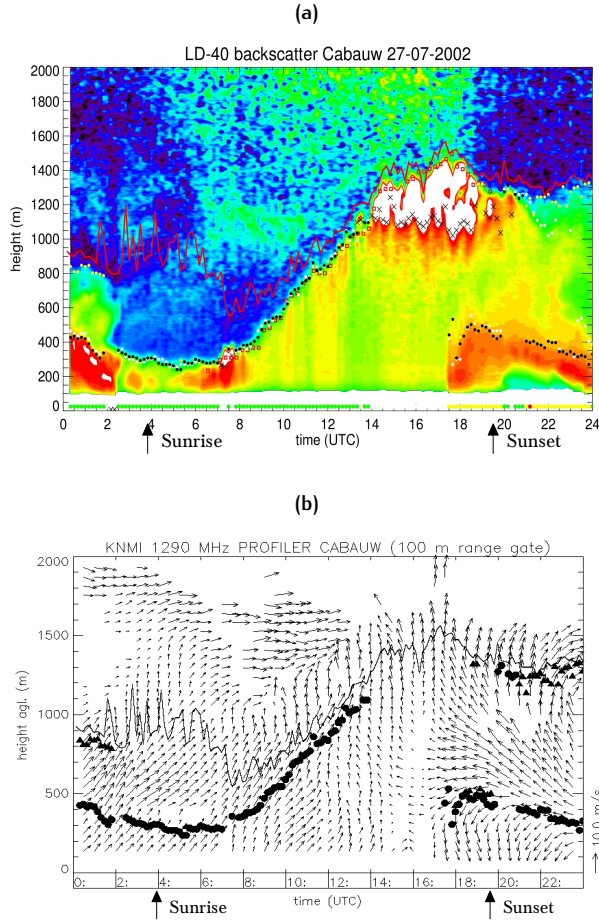 (a)
LD-40 backscatter Cabauw 27-07-2002
2000
1800
1600
1400
1200
1000
800
600
400
200
0
height (m)
0 2 4 6 8 10 12 14 16 18 20 22 24
time (UTC)
Sunrise
Sunset
(b)
KNMI 1290 MHz PROFILER CABAUW (100 m range gate)
2000
1500
1000
500
0
height agl. (m)
0: 2: 4: 6: 8: 10: 12: 14: 16: 18: 20: 22:
time (UTC)
10.0 m/s
Sunrise
Sunset